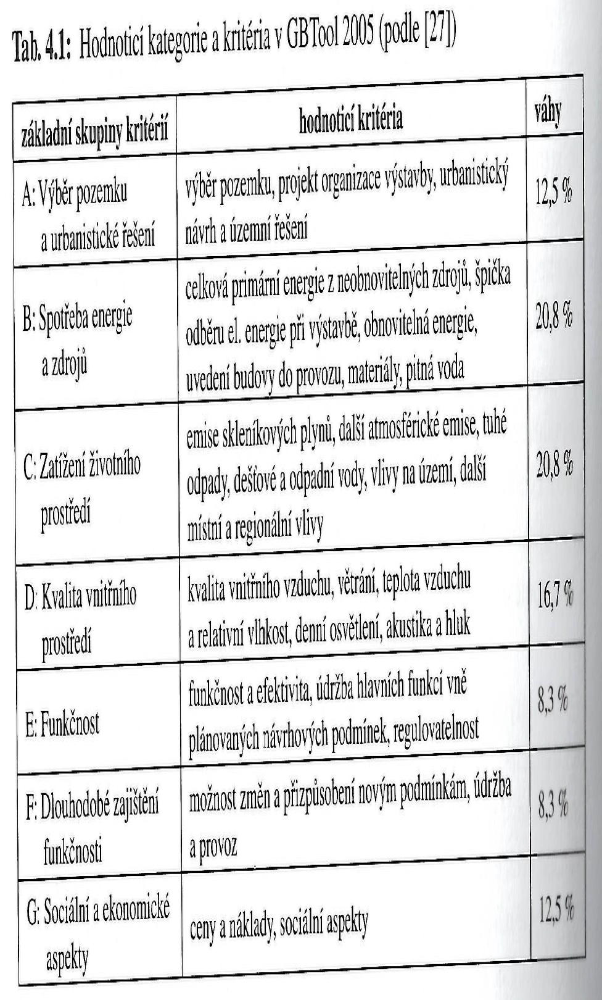 Tab. 4.1: Hodnoticí kategorie a kritéria v GBTool 2005 (podle [27])
základní skupiny kritérií
hodnoticí kritéria
váhy
A: Výběr pozemku
a urbanistické řešení
výběr pozemku, projekt organizace výstavby, urbanistický
návrh a územní řešení
12,5 %
B: Spotřeba energie
a zdrojů
celková primární energie z neobnovitelných zdrojů, špička
odběru el. energie při výstavbě, obnovitelná energie,
uvedení budovy do provozu, materiály, pitná voda
20,8 %
C: Zatížení životního
prostředí
emise skleníkových plynů, další atmosférické emise, tuhé
odpady, dešťové a odpadní vody, vlivy na území, další
místní a regionální vlivy
20,8 %
D: Kvalita vnitřního
prostředí
kvalita vnitřního vzduchu, větrání, teplota vzduchu
a relativní vlhkost, denní osvětlení, akustika a hluk
16,7 %
E: Funkčnost
funkčnost a efektivita, údržba hlavních funkcí vně
plánovaných návrhových podmínek, regulovatelnost
8,3 %
F: Dlouhodobé zajištění
funkčnosti
možnost změn a přizpůsobení novým podmínkám, údržba
a provoz
8,3 %
G: Sociální a ekonomické
aspekty
ceny a náklady, sociální aspekty
12,5 %